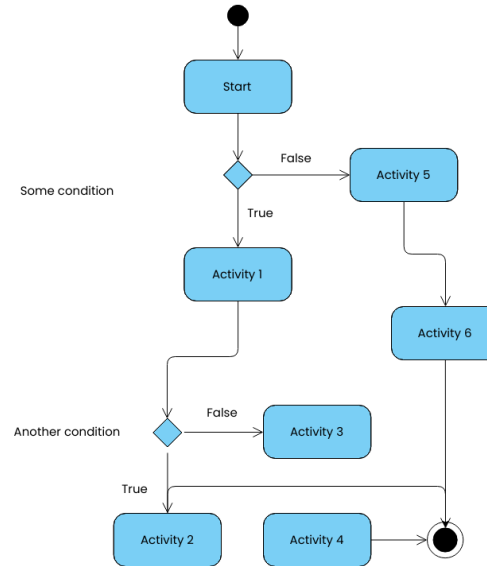 Start
False
Activity 5
Some condition
True
Activity 1
Activity 6
False
Another condition
Activity 3
True
Activity 2
Activity 4